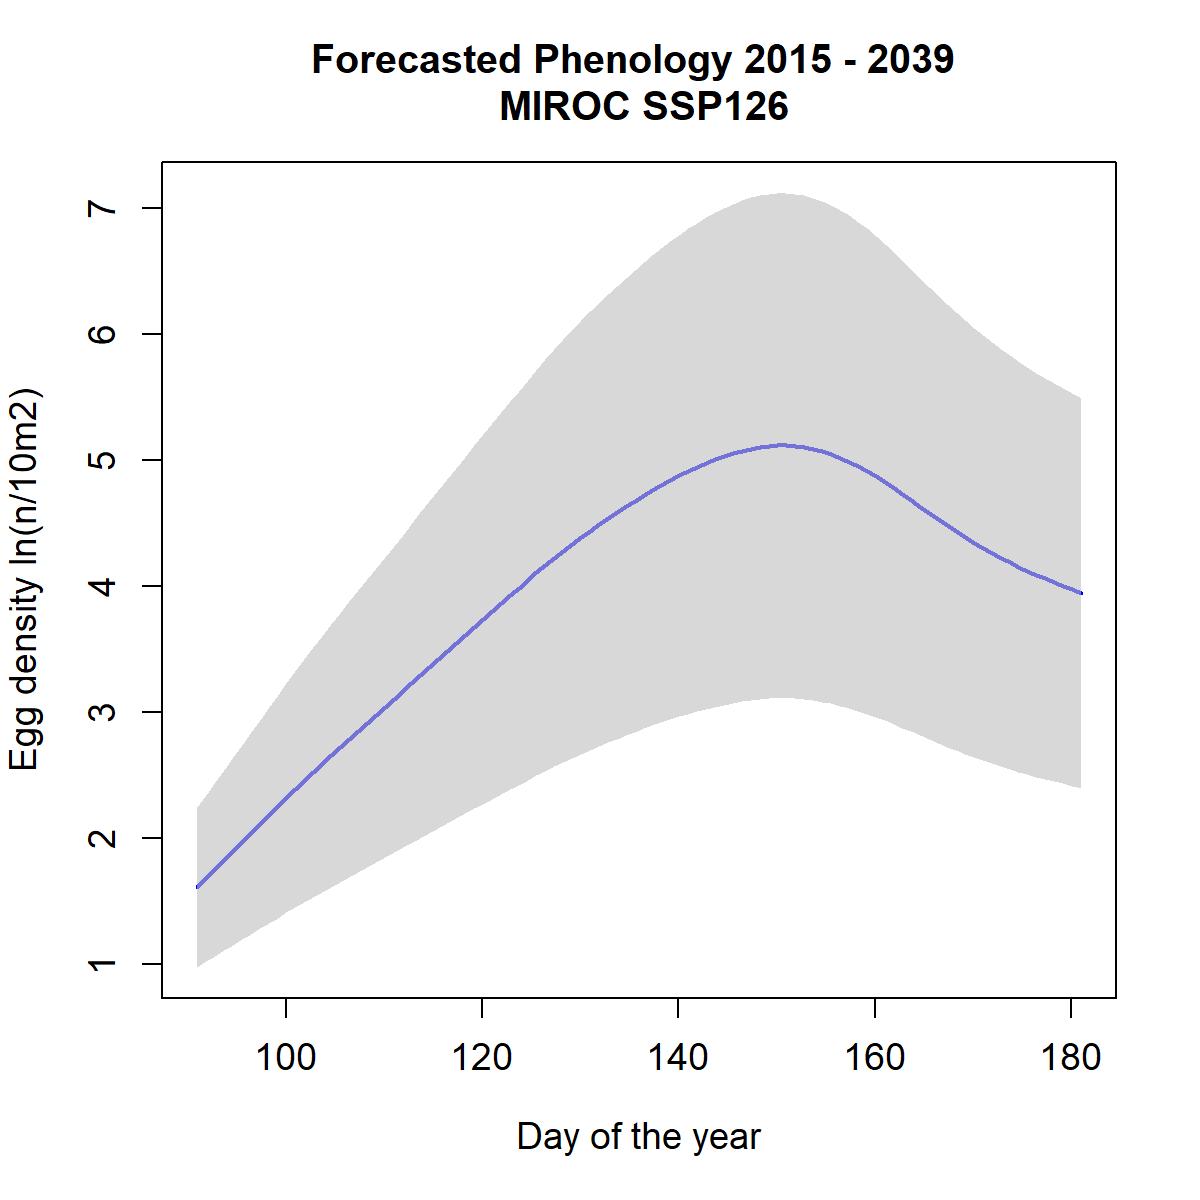 Forecasted Phenology 2015 - 2039
MIROC SSP126
Egg density ln(n/10m2)
7
6
5
4
3
2
1
100 120 140 160 180
Day of the year